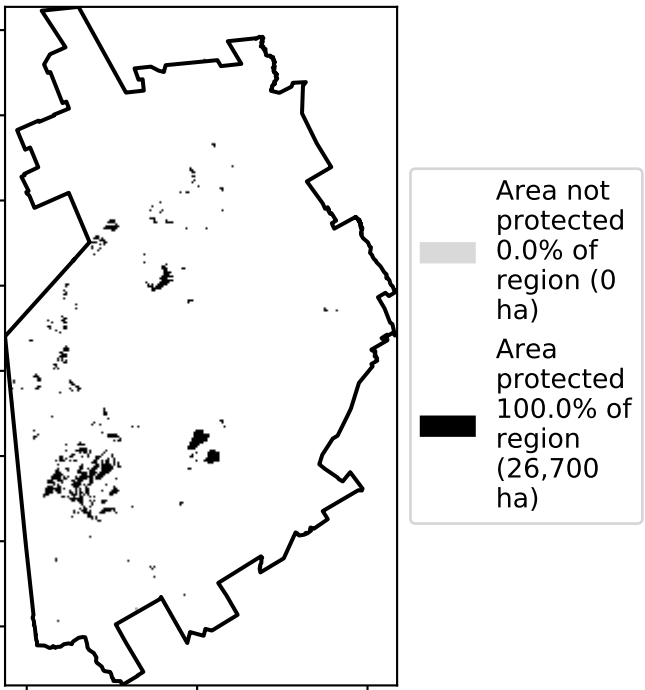 Area not
protected
0.0% of
region (0
ha)
Area
protected
100.0% of
region
(26,700
ha)